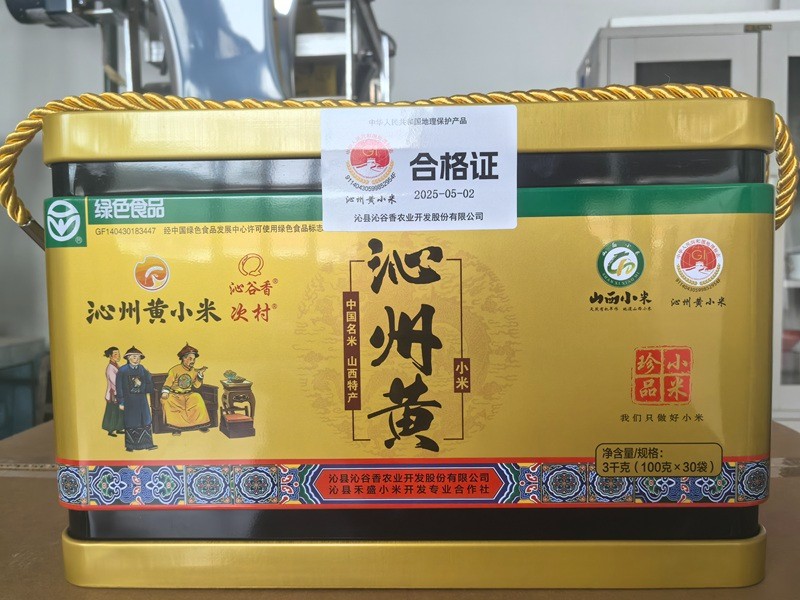 中华人民共和国地理保护产品
合格证
2025-05-02
沁州黄小米
沁县沁谷香农业开发股份有限公司
绿色食品
GF140430183447 经中国绿色食品发展中心许可使用绿色食品标志
沁州黄小米
沁谷香
次村
中国名米 山西特产
沁州黄
小米
山西小米
沁州黄小米
小米
珍品
我们只做好小米
净含量/规格:
3千克(100克×30袋)
沁县沁谷香农业开发股份有限公司
沁县禾盛小米开发专业合作社